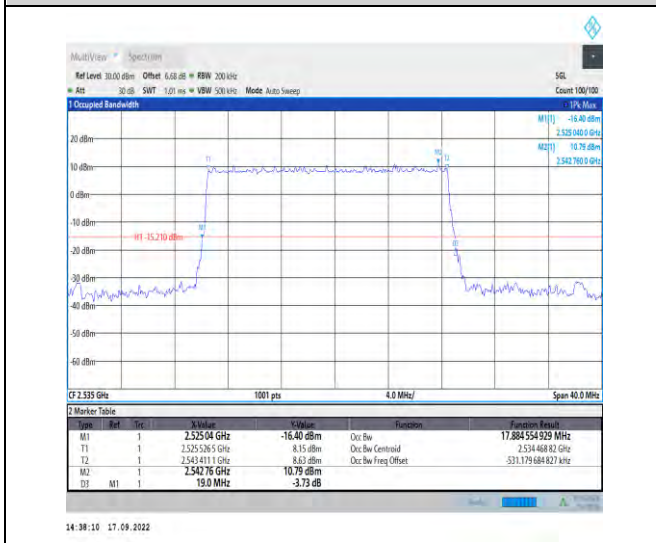 MultiView Spectrum
Ref Level 30.00 dBm Offset 6.68 dB RBW 200 kHz SGL
Att 30 dB SWT 1.01 ms VBW 500 kHz Mode Auto Sweep Count 100/100
1 Occupied Bandwidth 1Pk Max
M1[1] -16.40 dBm
2.525 040 0 GHz
M2[1] 10.79 dBm
2.542 760 0 GHz
20 dBm
10 dBm
0 dBm
-10 dBm
-20 dBm
-30 dBm
-40 dBm
-50 dBm
-60 dBm
T1
M2
T2
M1
H1 -15.210 dBm
D3
CF 2.535 GHz 1001 pts 4.0 MHz/ Span 40.0 MHz
2 Marker Table
Type Ref Trc X-Value Y-Value Function Function Result
M1 1 2.52504 GHz -16.40 dBm Occ Bw 17.884 554 929 MHz
T1 1 2.525 526 5 GHz 8.15 dBm Occ Bw Centroid 2.534 468 82 GHz
T2 1 2.543 411 1 GHz 8.63 dBm Occ Bw Freq Offset -531.179 684 827 kHz
M2 1 2.54276 GHz 10.79 dBm
D3 M1 1 19.0 MHz -3.73 dB
14:38:10 17.09.2022